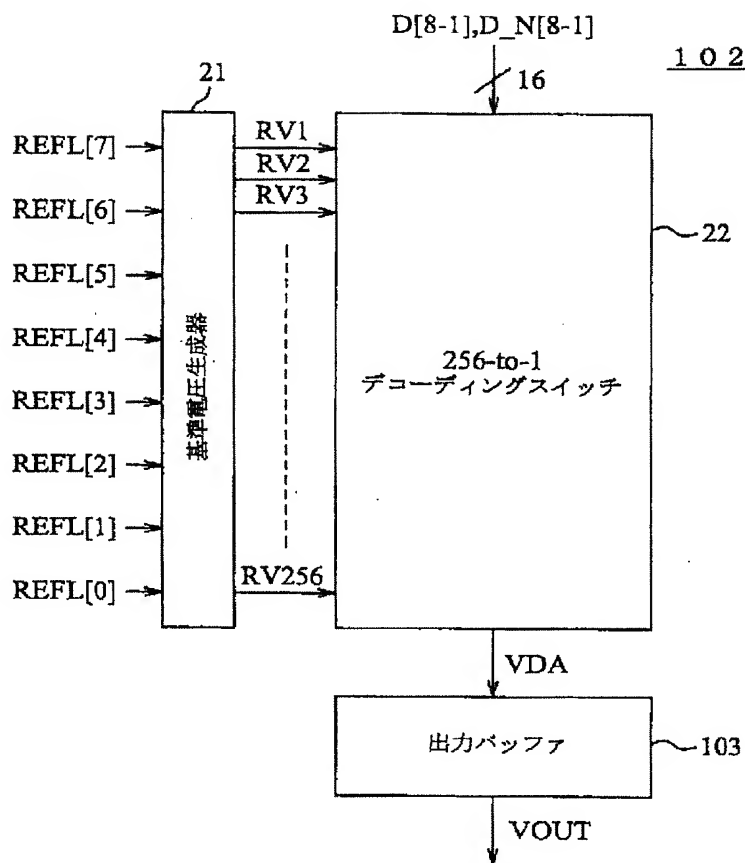 D[8-1],D_N[8-1]
102
16
21
REFL[7]
RV1
RV2
REFL[6]
RV3
22
REFL[5]
REFL[4]
基準電圧生成器
256-to-1
デコーディングスイッチ
REFL[3]
REFL[2]
REFL[1]
REFL[0]
RV256
VDA
出力バッファ
103
VOUT